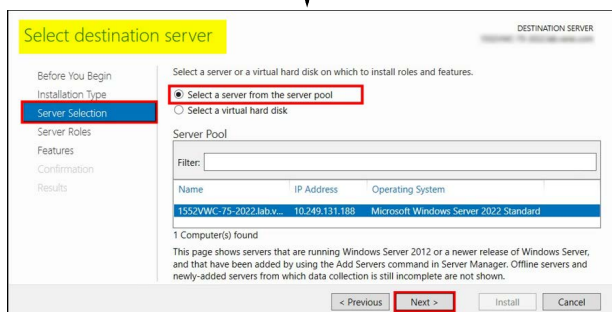 Select destination server
DESTINATION SERVER
Before You Begin
Installation Type
Server Selection
Server Roles
Features
Confirmation
Results
Select a server or a virtual hard disk on which to install roles and features.
Select a server from the server pool
Select a virtual hard disk
Server Pool
Filter:
Name IP Address Operating System
1552VWC-75-2022.lab.v... 10.249.131.188 Microsoft Windows Server 2022 Standard
1 Computer(s) found
This page shows servers that are running Windows Server 2012 or a newer release of Windows Server,
and that have been added by using the Add Servers command in Server Manager. Offline servers and
newly-added servers from which data collection is still incomplete are not shown.
< Previous Next > Install Cancel